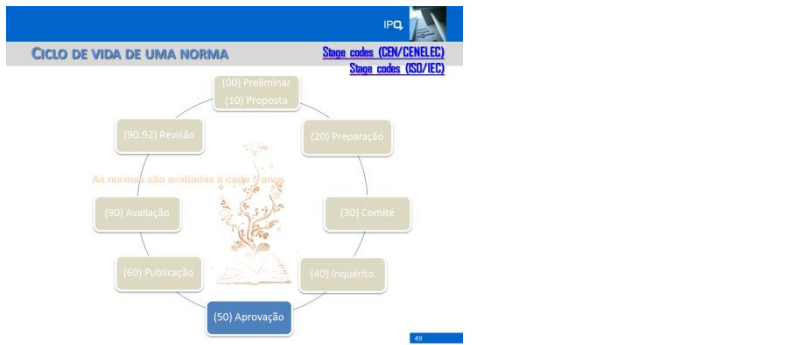 IPQ
CICLO DE VIDA DE UMA NORMA
Stage codes (CEN/CENELEC)
Stage codes (ISO/IEC)
(00) Preliminar
(10) Proposta
(90.92) Revisão
(20) Preparação
As normas são avaliadas a cada 5 anos
(90) Avaliação
(30) Comité
(60) Publicação
(40) Inquérito
(50) Aprovação
49